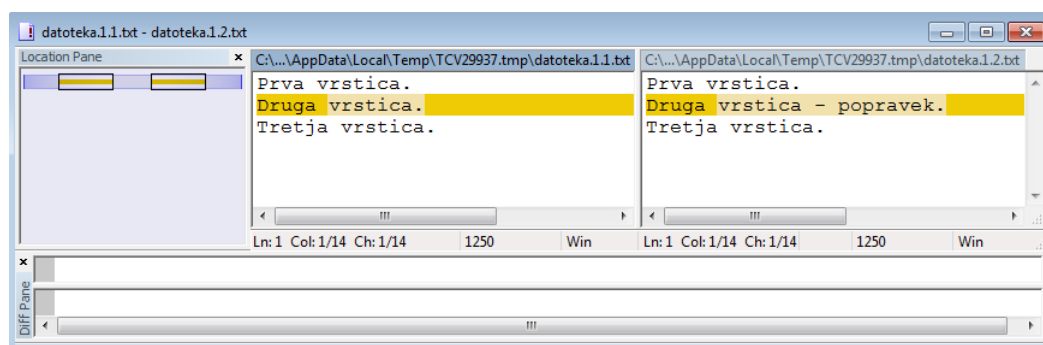 datoteka.1.1.txt - datoteka.1.2.txt
Location Pane
x
C:\...\AppData\Local\Temp\TCV29937.tmp\datoteka.1.1.txt
Prva vrstica.
Druga vrstica.
Tretja vrstica.
Ln: 1 Col: 1/14 Ch: 1/14 1250 Win
C:\...\AppData\Local\Temp\TCV29937.tmp\datoteka.1.2.txt
Prva vrstica.
Druga vrstica - popravek.
Tretja vrstica.
Ln: 1 Col: 1/14 Ch: 1/14 1250 Win
x
Diff Pane